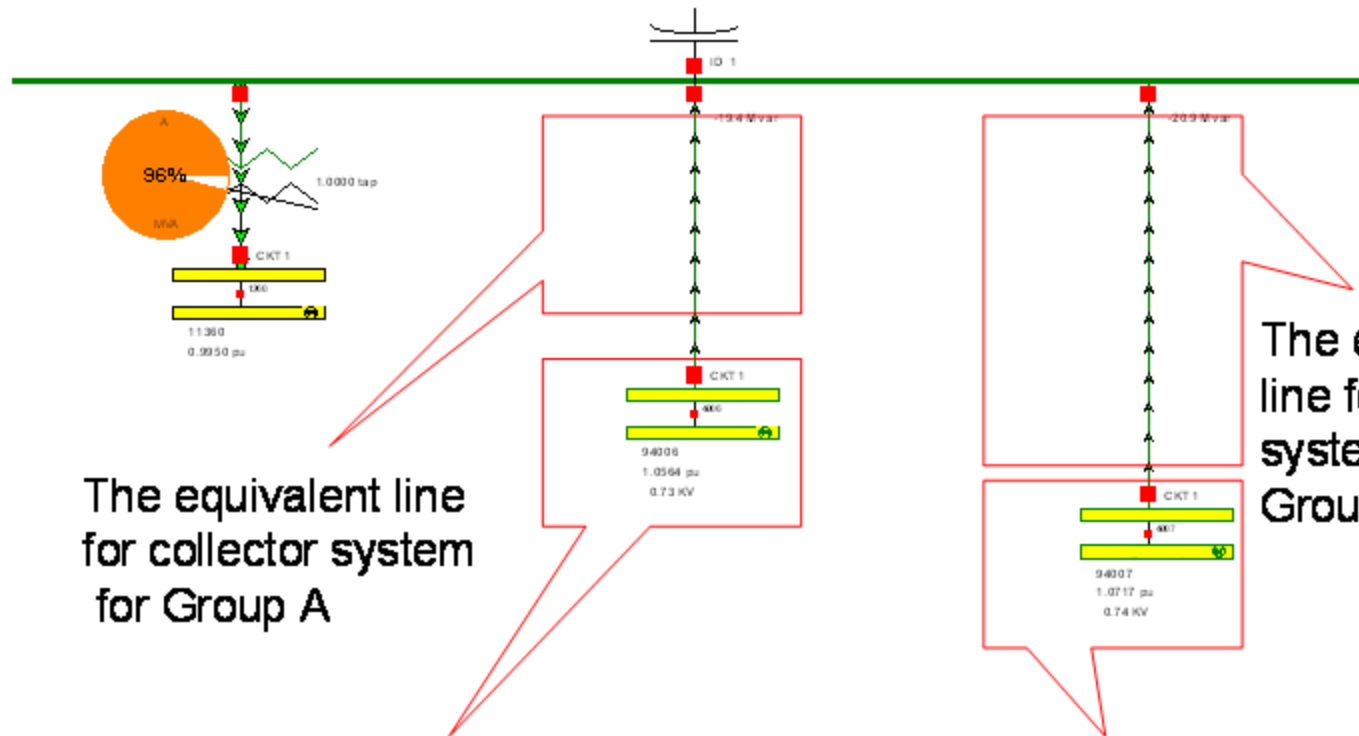 ID 1
-19.4 Mvar
-20.9 Mvar
A
96%
MVA
1.0000 tap
CKT 1
11360
0.9950 pu
The equivalent line
for collector system
for Group A
CKT 1
94006
1.0564 pu
0.73 KV
The
line
CKT 1
94007
1.0717 pu
0.74 KV